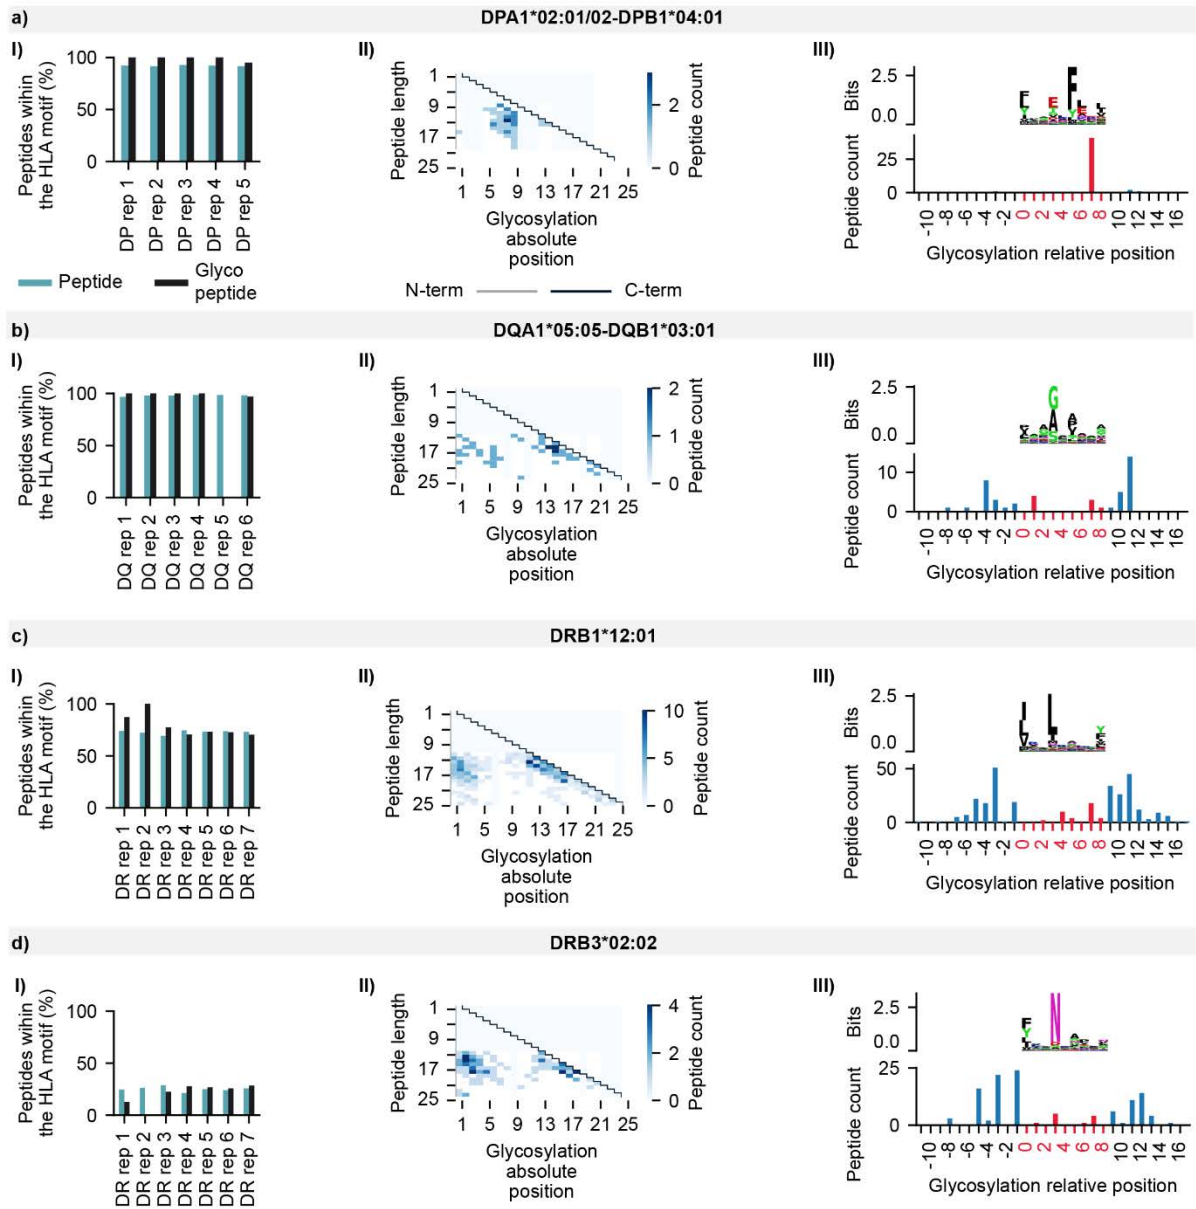 a)
DPA1*02:01/02-DPB1*04:01
I)
Peptides wihin
the HLA motif (%)
100
50
0
DP rep 1
DP rep 2
DP rep 3
DP rep 4
DP rep 5
Peptide
Glyco
peptide
II)
Peptide length
1
9
17
25
1 5 9 13 17 21 25
Glycosylation
absolute
position
2
0
Peptide count
N-term
C-term
III)
Bits
2.5
0.0
Peptide count
25
0
-10 -8 -6 -4 -2 0 2 4 6 8 10 12 14 16
Glycosylation relative position
b)
DQA1*05:05-DQB1*03:01
I)
Peptides wihin
the HLA motif (%)
100
50
0
DQ rep 1
DQ rep 2
DQ rep 3
DQ rep 4
DQ rep 5
DQ rep 6
II)
Peptide length
1
9
17
25
1 5 9 13 17 21 25
Glycosylation
absolute
position
2
1
0
Peptide count
III)
Bits
2.5
0.0
G
A
Peptide count
10
0
-10 -8 -6 -4 -2 0 2 4 6 8 10 12 14 16
Glycosylation relative position
c)
DRB1*12:01
I)
Peptides wihin
the HLA motif (%)
100
50
0
DR rep 1
DR rep 2
DR rep 3
DR rep 4
DR rep 5
DR rep 6
DR rep 7
II)
Peptide length
1
9
17
25
1 5 9 13 17 21 25
Glycosylation
absolute
position
10
5
0
Peptide count
III)
Bits
2.5
0.0
I
L
L
Y
Peptide count
50
0
-10 -8 -6 -4 -2 0 2 4 6 8 10 12 14 16
Glycosylation relative position
d)
DRB3*02:02
I)
Peptides wihin
the HLA motif (%)
100
50
0
DR rep 1
DR rep 2
DR rep 3
DR rep 4
DR rep 5
DR rep 6
DR rep 7
II)
Peptide length
1
9
17
25
1 5 9 13 17 21 25
Glycosylation
absolute
position
4
2
0
Peptide count
III)
Bits
2.5
0.0
F
Y
N
Peptide count
25
0
-10 -8 -6 -4 -2 0 2 4 6 8 10 12 14 16
Glycosylation relative position